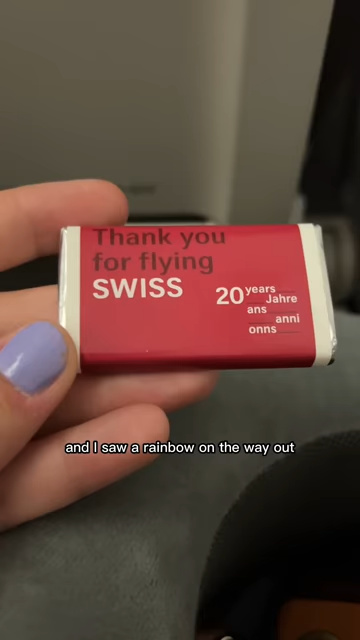 Thank you
for flying
SWISS
20 years
Jahre
ans
anni
onns
and I saw a rainbow on the way out